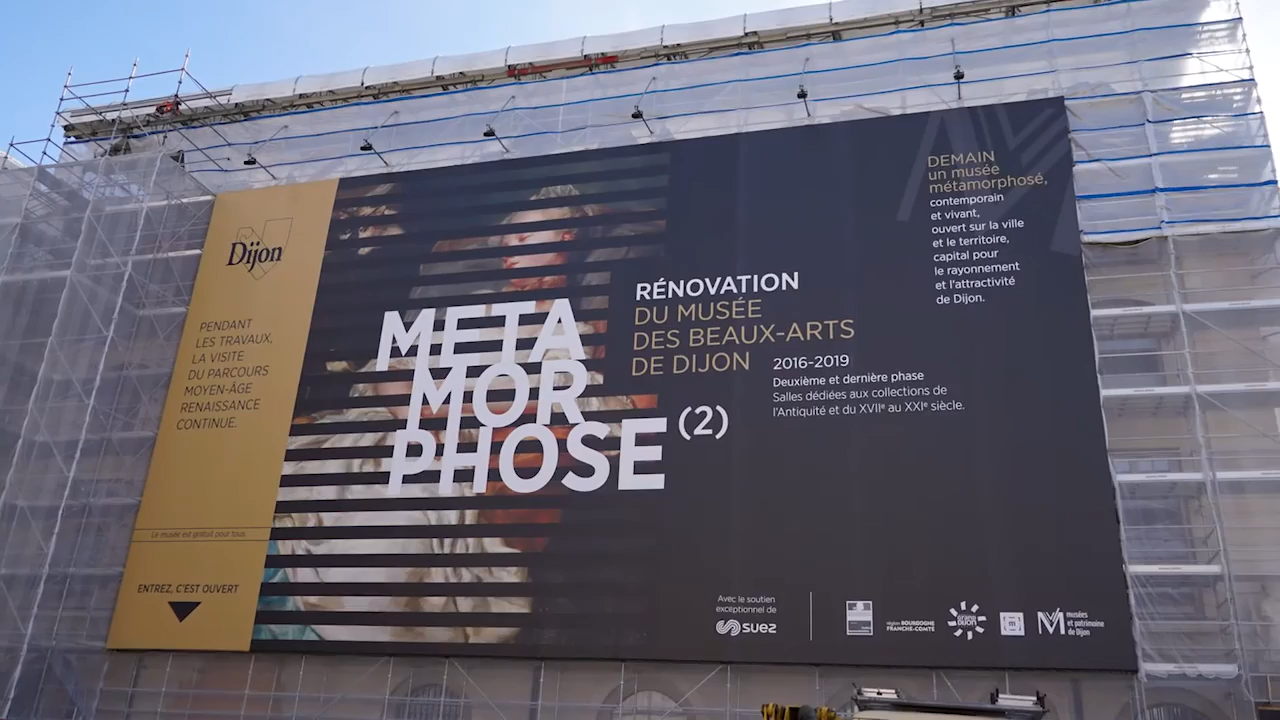 Dijon
PENDANT
LES TRAVAUX,
LA VISITE
DU PARCOURS
MOYEN-ÂGE
RENAISSANCE
CONTINUE.
Le musée est gratuit pour tous.
ENTREZ, C'EST OUVERT
META
MOR
PHOSE (2)
RÉNOVATION
DU MUSÉE
DES BEAUX-ARTS
DE DIJON
2016-2019
Deuxième et dernière phase
Salles dédiées aux collections de
l'Antiquité et du XVIIe au XXIe siècle.
DEMAIN
un musée
métamorphosé,
contemporain
et vivant,
ouvert sur la ville
et le territoire,
capital pour
le rayonnement
et l'attractivité
de Dijon.
Avec le soutien
exceptionnel de
suez
région BOURGOGNE
FRANCHE-COMTÉ
grand
Dijon
m
M
musées
et patrimoine
de Dijon